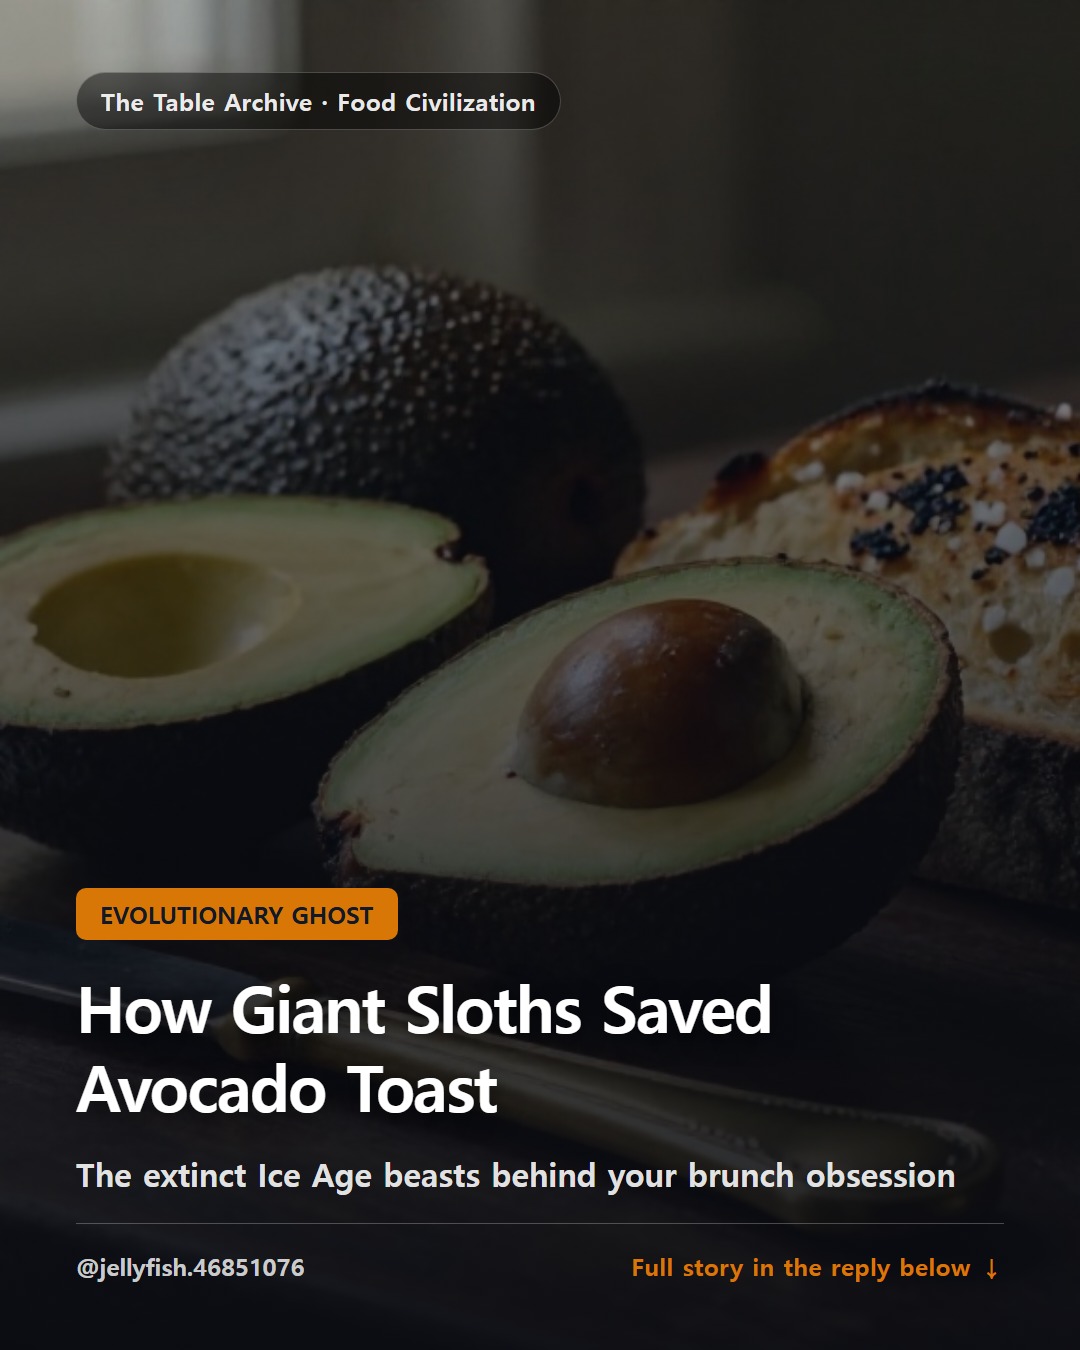 The Table Archive · Food Civilization
EVOLUTIONARY GHOST
How Giant Sloths Saved
Avocado Toast
The extinct Ice Age beasts behind your brunch obsession
@jellyfish.46851076
Full story in the reply below ↓